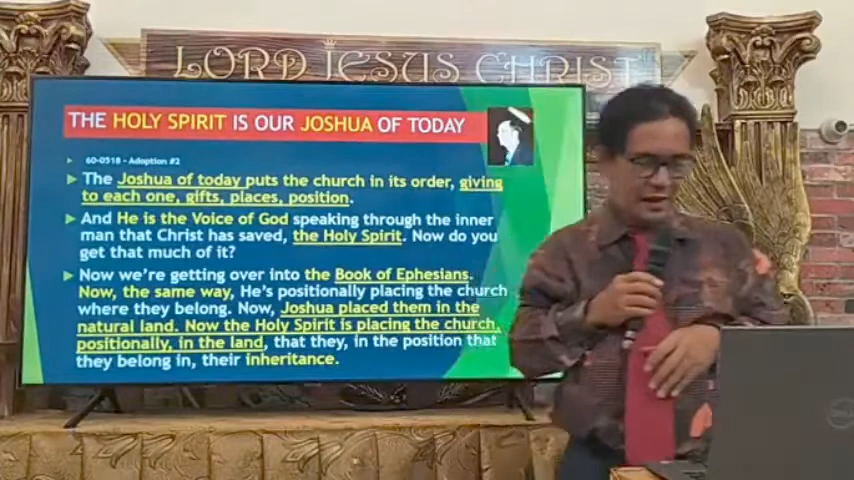 LORD JESUS CHRIST
THE HOLY SPIRIT IS OUR JOSHUA OF TODAY
60-0518 - Adoption #2
The Joshua of today puts the church in its order, giving
to each one, gifts, places, position.
And He is the Voice of God speaking through the inner
man that Christ has saved, the Holy Spirit. Now do you
get that much of it?
Now we're getting over into the Book of Ephesians.
Now, the same way, He's positionally placing the church
where they belong. Now, Joshua placed them in the
natural land. Now the Holy Spirit is placing the church,
positionally, in the land, that they, in the position that
they belong in, their inheritance.
DELL